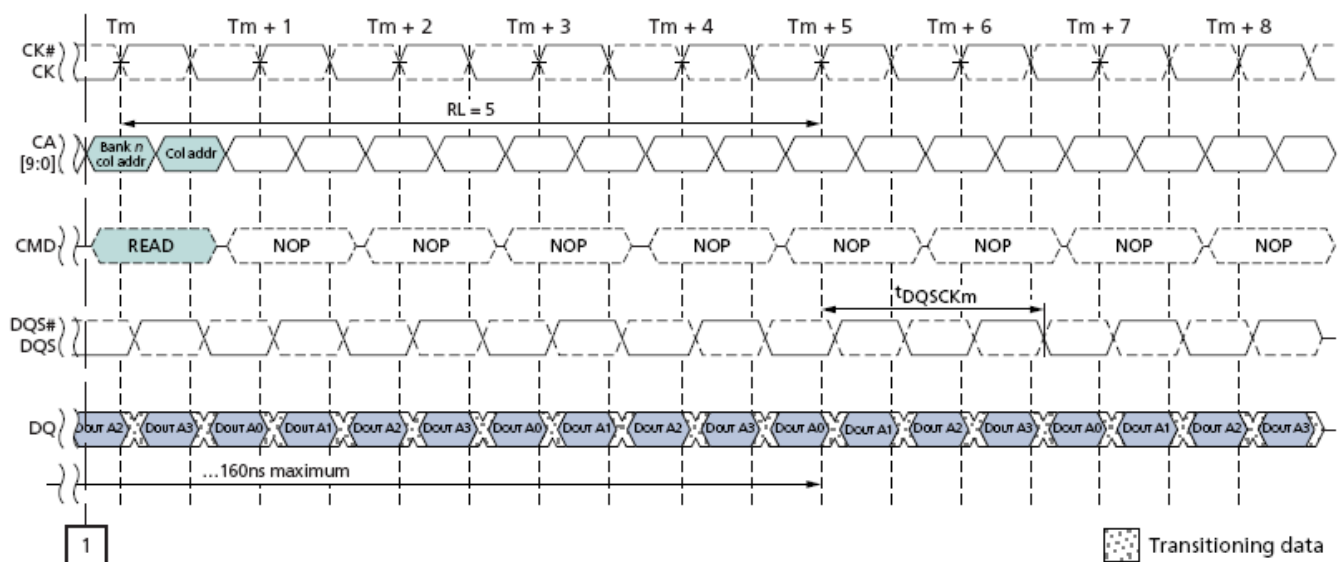 Tm Tm + 1 Tm + 2 Tm + 3 Tm + 4 Tm + 5 Tm + 6 Tm + 7 Tm + 8
CK#
CK
RL = 5
CA
[9:0]
Bank n
col addr
Col addr
CMD READ NOP NOP NOP NOP NOP NOP NOP NOP
tDQSCKm
DQS#
DQS
DQ DOUT A2 DOUT A3 DOUT A0 DOUT A1 DOUT A2 DOUT A3 DOUT A0 DOUT A1 DOUT A2 DOUT A3 DOUT A0 DOUT A1 DOUT A2 DOUT A3 DOUT A0 DOUT A1 DOUT A2 DOUT A3
...160ns maximum
1
Transitioning data